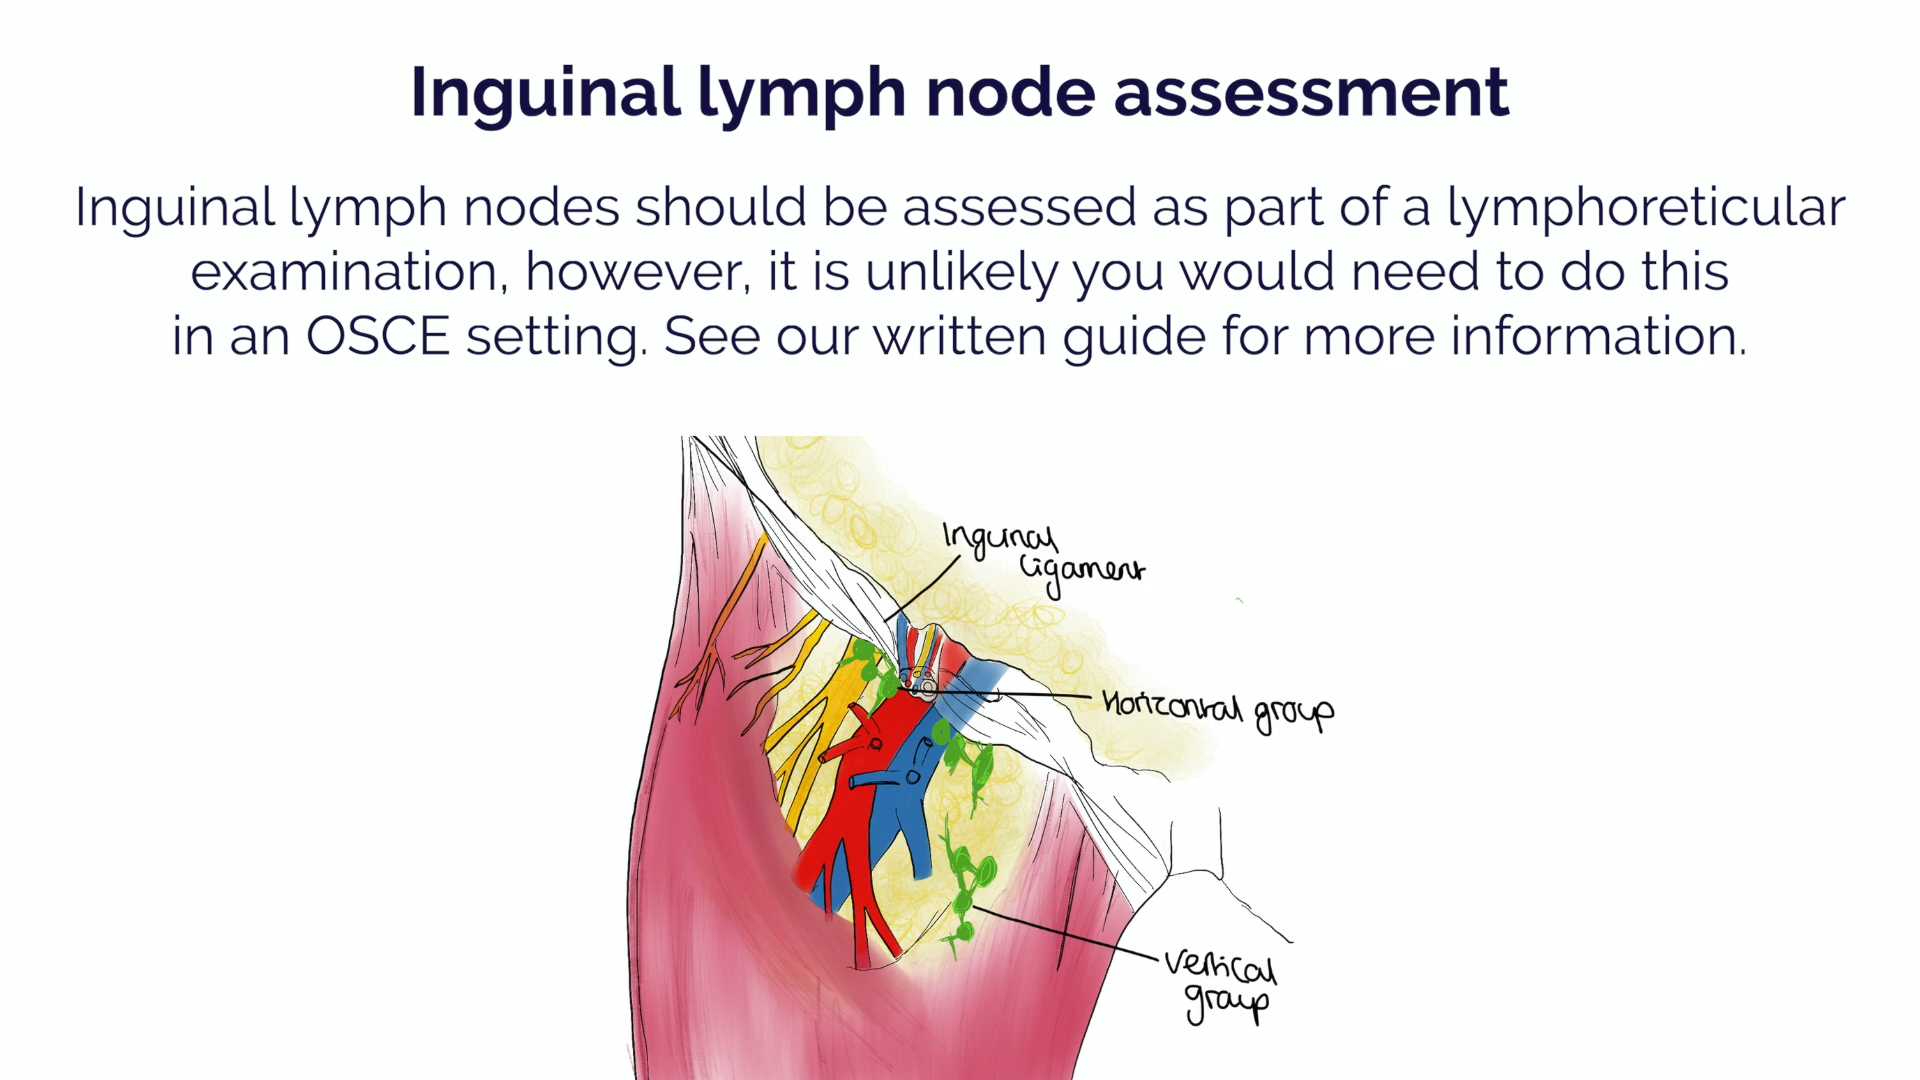 Inguinal lymph node assessment
Inguinal lymph nodes should be assessed as part of a lymphoreticular
examination, however, it is unlikely you would need to do this
in an OSCE setting. See our written guide for more information.
Inguinal
ligament
Horizontal group
Vertical
group